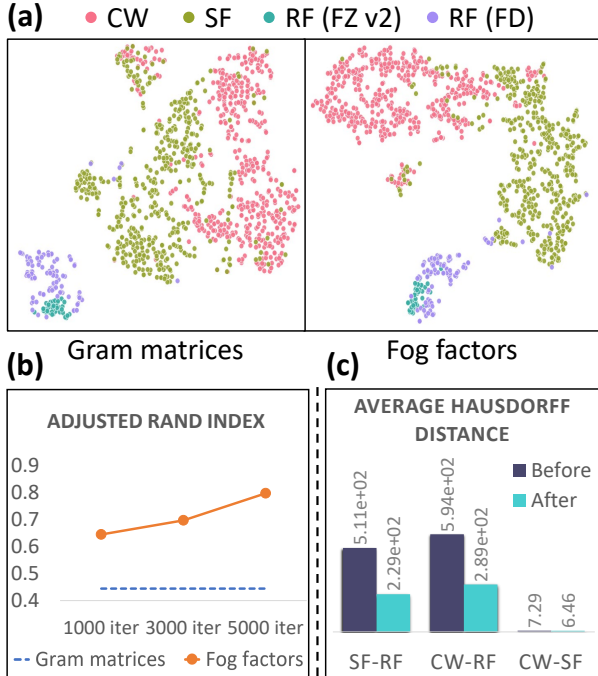 (a) CW SF RF (FZ v2) RF (FD)
Gram matrices Fog factors
(b)
ADJUSTED RAND INDEX
0.9
0.8
0.7
0.6
0.5
0.4
1000 iter 3000 iter 5000 iter
Gram matrices Fog factors
(c)
AVERAGE HAUSDORFF
DISTANCE
Before
After
5.11e+02
2.29e+02
5.94e+02
2.89e+02
7.29
6.46
SF-RF CW-RF CW-SF